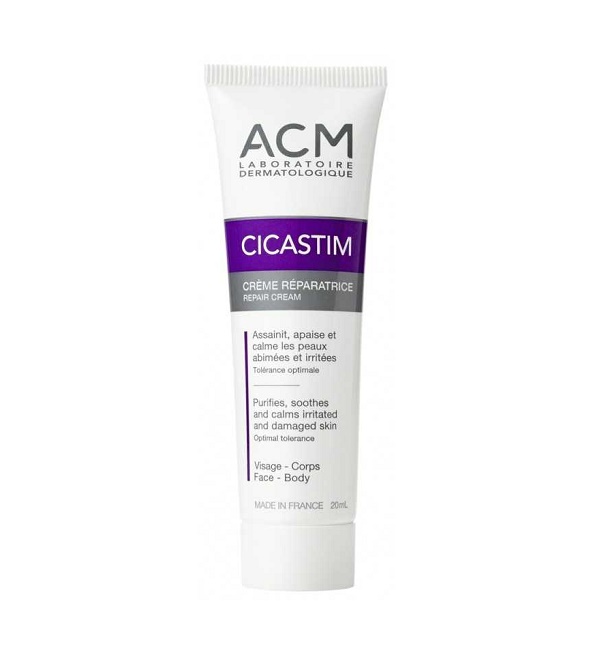 ACM
LABORATOIRE
DERMATOLOGIQUE
CICASTIM
CRÈME RÉPARATRICE
REPAIR CREAM
Assainit, apaise et
calme les peaux
abimées et irritées
Tolérance optimale
Purifies, soothes
and calms irritated
and damaged skin
Optimal tolerance
Visage - Corps
Face - Body
MADE IN FRANCE 20mL